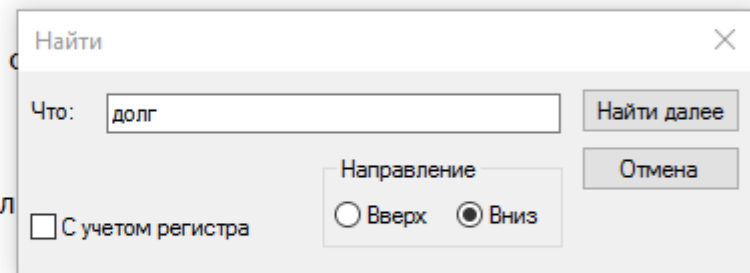 Найти
Что: долг Найти далее
Направление Отмена
С учетом регистра Вверх Вниз